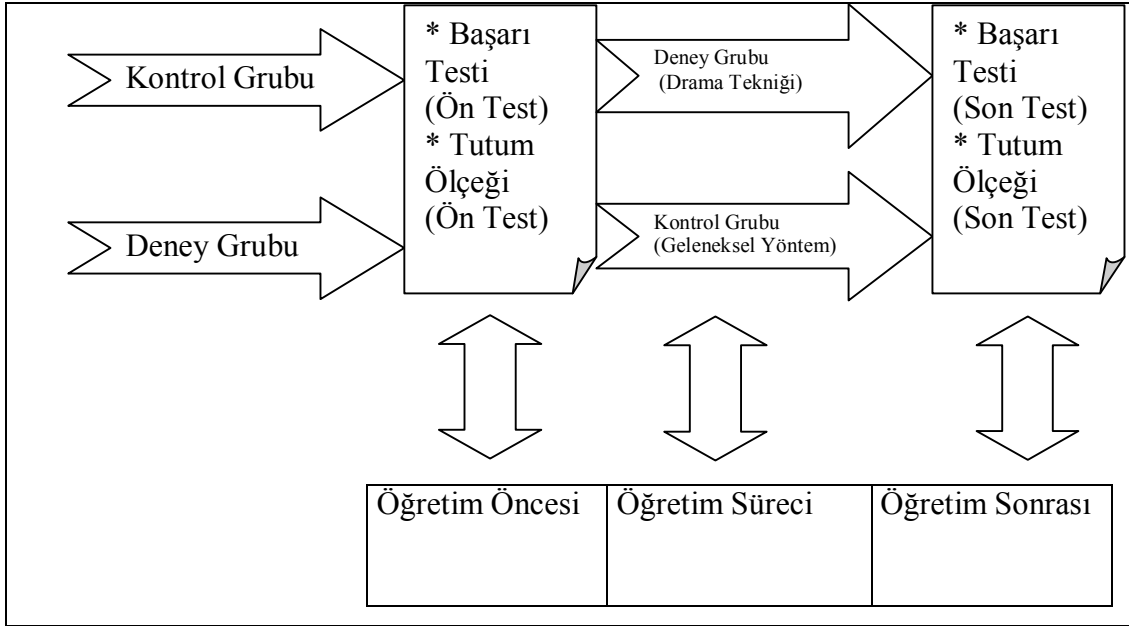 Kontrol Grubu
Deney Grubu
* Başarı
Testi
(Ön Test)
* Tutum
Ölçeği
(Ön Test)
Deney Grubu
(Drama Tekniği)
Kontrol Grubu
(Geleneksel Yöntem)
* Başarı
Testi
(Son Test)
* Tutum
Ölçeği
(Son Test)
Öğretim Öncesi
Öğretim Süreci
Öğretim Sonrası